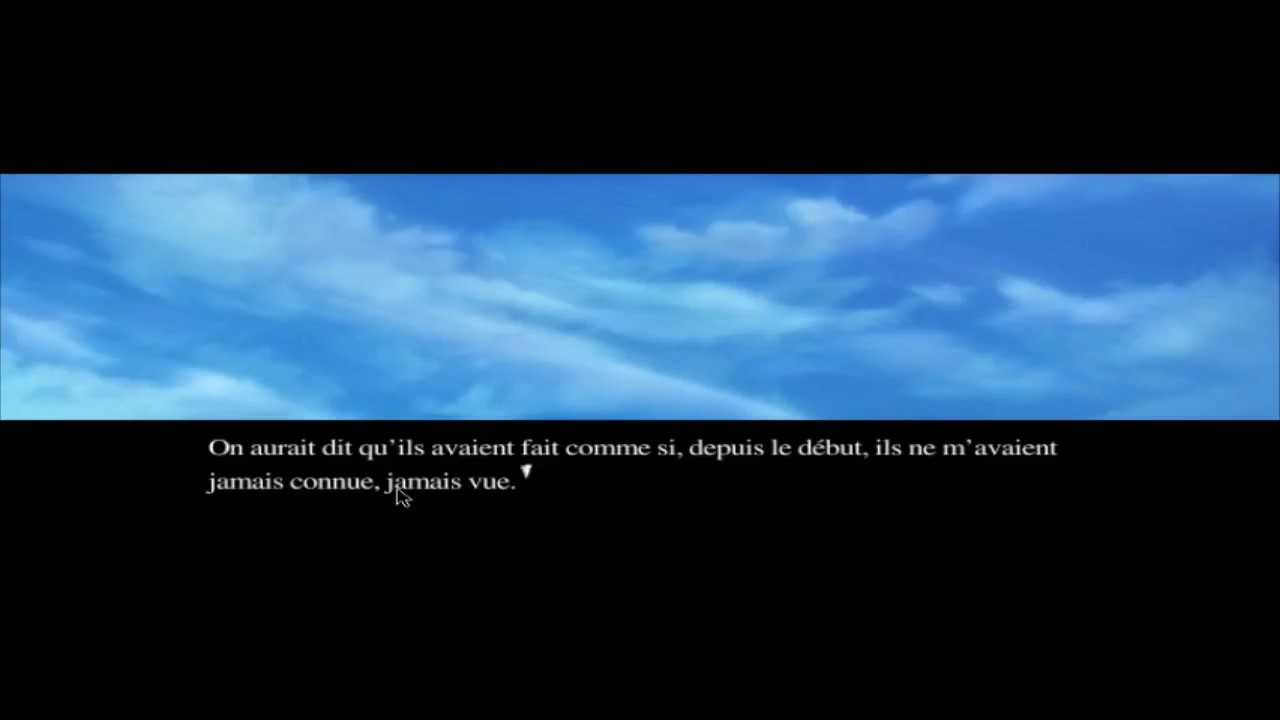 On aurait dit qu'ils avaient fait comme si, depuis le début, ils ne m'avaient
jamais connue, jamais vue.